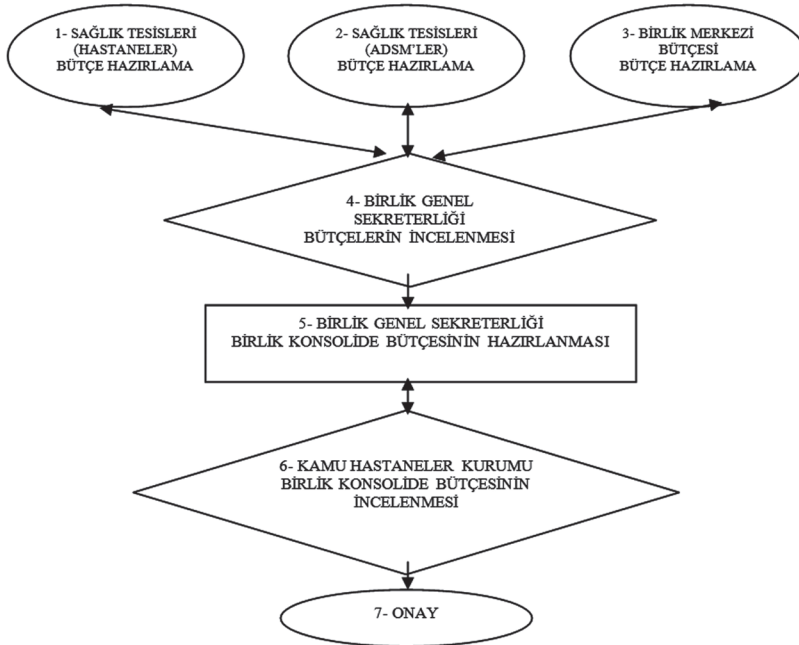 1- SAĞLIK TESİSLERİ
(HASTANELER)
BÜTÇE HAZIRLAMA
2- SAĞLIK TESİSLERİ
(ADSM'LER)
BÜTÇE HAZIRLAMA
3- BİRLİK MERKEZİ
BÜTÇESİ
BÜTÇE HAZIRLAMA
4- BİRLİK GENEL
SEKRETERLİĞİ
BÜTÇELERİN İNCELENMESİ
5- BİRLİK GENEL SEKRETERLİĞİ
BİRLİK KONSOLİDE BÜTÇESİNİN HAZIRLANMASI
6- KAMU HASTANELER KURUMU
BİRLİK KONSOLİDE BÜTÇESİNİN
İNCELENMESİ
7- ONAY